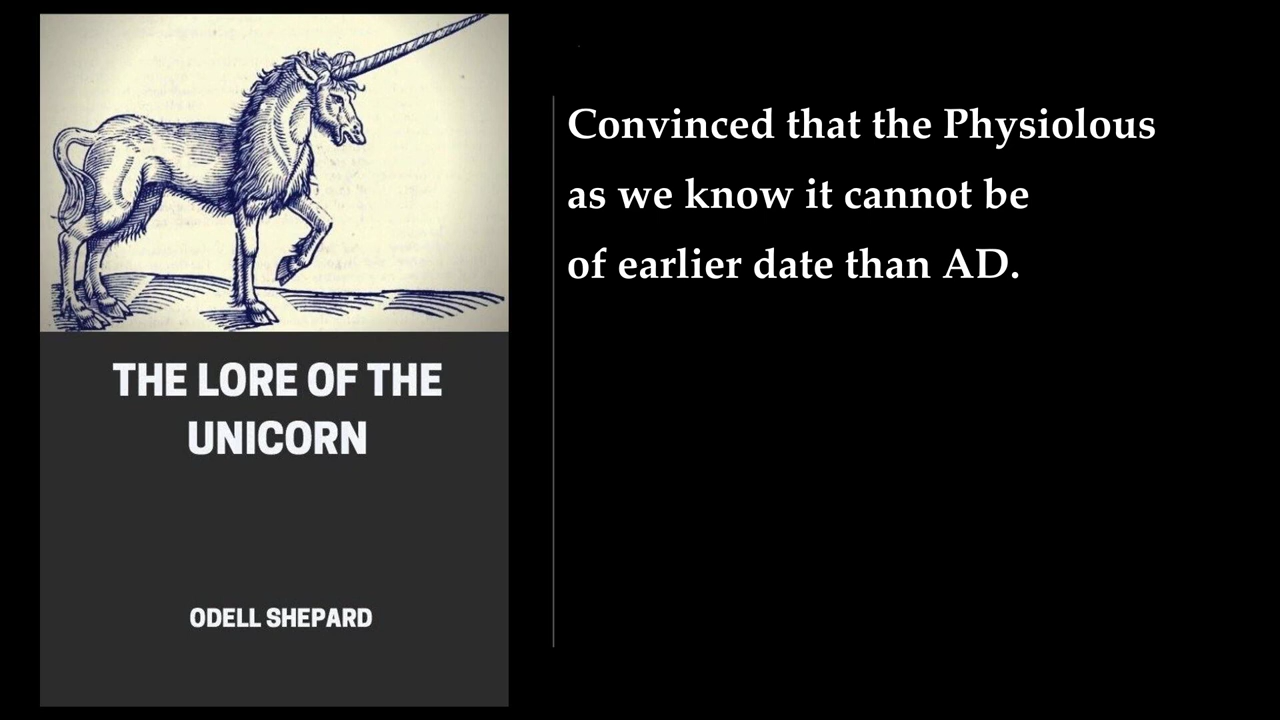 THE LORE OF THE
UNICORN
ODELL SHEPARD
Convinced that the Physiolous
as we know it cannot be
of earlier date than AD.